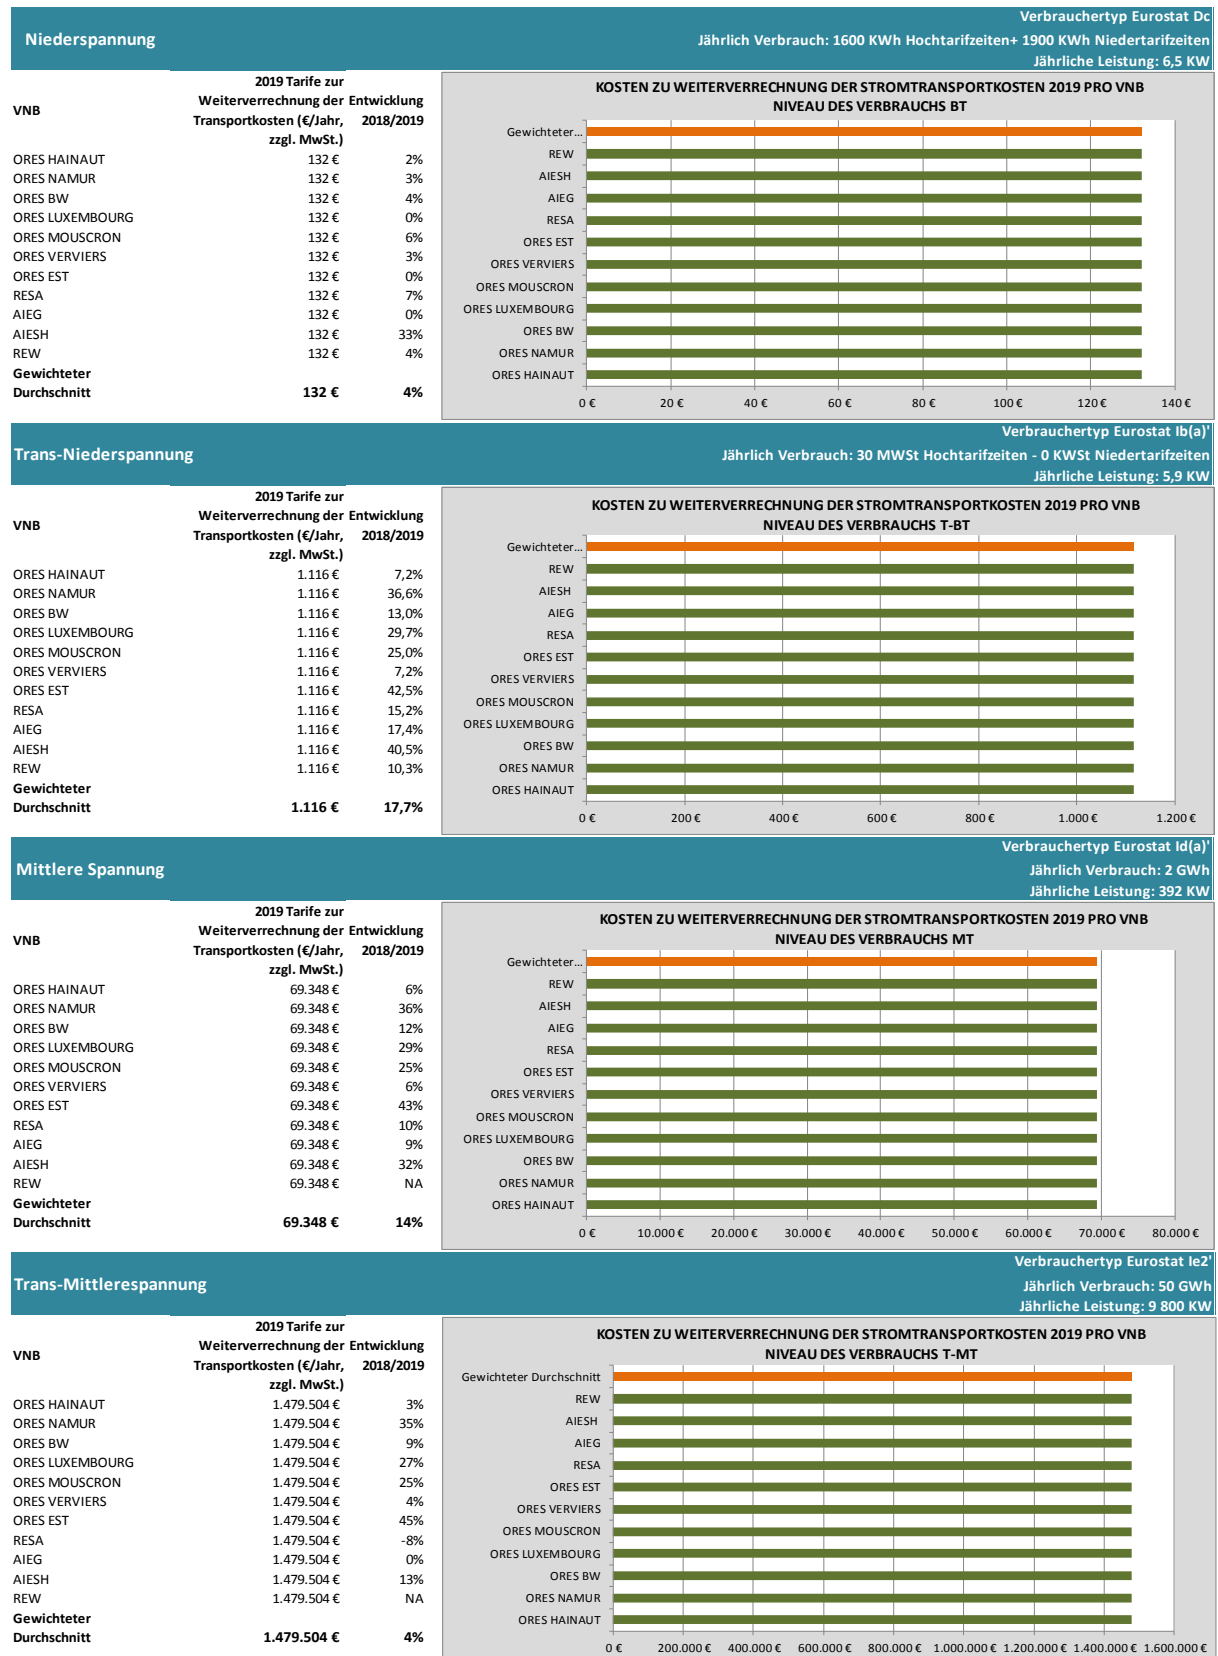 Niederspannung
Verbrauchertyp Eurostat Dc
Jährlich Verbrauch: 1600 KWh Hochtarifzeiten+ 1900 KWh Niedertarifzeiten
Jährliche Leistung: 6,5 KW
VNB
2019 Tarife zur
Weiterverrechnung der Entwicklung
Transportkosten (€/Jahr, 2018/2019
zzgl. MwSt.)
ORES HAINAUT 132 € 2%
ORES NAMUR 132 € 3%
ORES BW 132 € 4%
ORES LUXEMBOURG 132 € 0%
ORES MOUSCRON 132 € 6%
ORES VERVIERS 132 € 3%
ORES EST 132 € 0%
RESA 132 € 7%
AIEG 132 € 0%
AIESH 132 € 33%
REW 132 € 4%
Gewichteter
Durchschnitt 132 € 4%
KOSTEN ZU WEITERVERRECHNUNG DER STROMTRANSPORTKOSTEN 2019 PRO VNB
NIVEAU DES VERBRAUCHS BT
Gewichteter...
REW
AIESH
AIEG
RESA
ORES EST
ORES VERVIERS
ORES MOUSCRON
ORES LUXEMBOURG
ORES BW
ORES NAMUR
ORES HAINAUT
0 € 20 € 40 € 60 € 80 € 100 € 120 € 140 €
Trans-Niederspannung
Verbrauchertyp Eurostat Ib(a)'
Jährlich Verbrauch: 30 MWSt Hochtarifzeiten - 0 KWSt Niedertarifzeiten
Jährliche Leistung: 5,9 KW
VNB
2019 Tarife zur
Weiterverrechnung der Entwicklung
Transportkosten (€/Jahr, 2018/2019
zzgl. MwSt.)
ORES HAINAUT 1.116 € 7,2%
ORES NAMUR 1.116 € 36,6%
ORES BW 1.116 € 13,0%
ORES LUXEMBOURG 1.116 € 29,7%
ORES MOUSCRON 1.116 € 25,0%
ORES VERVIERS 1.116 € 7,2%
ORES EST 1.116 € 42,5%
RESA 1.116 € 15,2%
AIEG 1.116 € 17,4%
AIESH 1.116 € 40,5%
REW 1.116 € 10,3%
Gewichteter
Durchschnitt 1.116 € 17,7%
KOSTEN ZU WEITERVERRECHNUNG DER STROMTRANSPORTKOSTEN 2019 PRO VNB
NIVEAU DES VERBRAUCHS T-BT
Gewichteter...
REW
AIESH
AIEG
RESA
ORES EST
ORES VERVIERS
ORES MOUSCRON
ORES LUXEMBOURG
ORES BW
ORES NAMUR
ORES HAINAUT
0 € 200 € 400 € 600 € 800 € 1.000 € 1.200 €
Mittlere Spannung
Verbrauchertyp Eurostat Id(a)'
Jährlich Verbrauch: 2 GWh
Jährliche Leistung: 392 KW
VNB
2019 Tarife zur
Weiterverrechnung der Entwicklung
Transportkosten (€/Jahr, 2018/2019
zzgl. MwSt.)
ORES HAINAUT 69.348 € 6%
ORES NAMUR 69.348 € 36%
ORES BW 69.348 € 12%
ORES LUXEMBOURG 69.348 € 29%
ORES MOUSCRON 69.348 € 25%
ORES VERVIERS 69.348 € 6%
ORES EST 69.348 € 43%
RESA 69.348 € 10%
AIEG 69.348 € 9%
AIESH 69.348 € 32%
REW 69.348 € NA
Gewichteter
Durchschnitt 69.348 € 14%
KOSTEN ZU WEITERVERRECHNUNG DER STROMTRANSPORTKOSTEN 2019 PRO VNB
NIVEAU DES VERBRAUCHS MT
Gewichteter...
REW
AIESH
AIEG
RESA
ORES EST
ORES VERVIERS
ORES MOUSCRON
ORES LUXEMBOURG
ORES BW
ORES NAMUR
ORES HAINAUT
0 € 10.000 € 20.000 € 30.000 € 40.000 € 50.000 € 60.000 € 70.000 € 80.000 €
Trans-Mittlerespannung
Verbrauchertyp Eurostat Ie2'
Jährlich Verbrauch: 50 GWh
Jährliche Leistung: 9 800 KW
VNB
2019 Tarife zur
Weiterverrechnung der Entwicklung
Transportkosten (€/Jahr, 2018/2019
zzgl. MwSt.)
ORES HAINAUT 1.479.504 € 3%
ORES NAMUR 1.479.504 € 35%
ORES BW 1.479.504 € 9%
ORES LUXEMBOURG 1.479.504 € 27%
ORES MOUSCRON 1.479.504 € 25%
ORES VERVIERS 1.479.504 € 4%
ORES EST 1.479.504 € 45%
RESA 1.479.504 € -8%
AIEG 1.479.504 € 0%
AIESH 1.479.504 € 13%
REW 1.479.504 € NA
Gewichteter
Durchschnitt 1.479.504 € 4%
KOSTEN ZU WEITERVERRECHNUNG DER STROMTRANSPORTKOSTEN 2019 PRO VNB
NIVEAU DES VERBRAUCHS T-MT
Gewichteter Durchschnitt
REW
AIESH
AIEG
RESA
ORES EST
ORES VERVIERS
ORES MOUSCRON
ORES LUXEMBOURG
ORES BW
ORES NAMUR
ORES HAINAUT
0 € 200.000 € 400.000 € 600.000 € 800.000 € 1.000.000 € 1.200.000 € 1.400.000 € 1.600.000 €